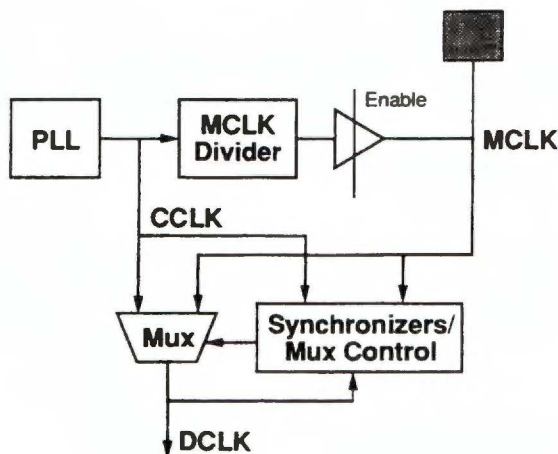 Enable
PLL
MCLK
Divider
MCLK
CCLK
Mux
Synchronizers/
Mux Control
DCLK